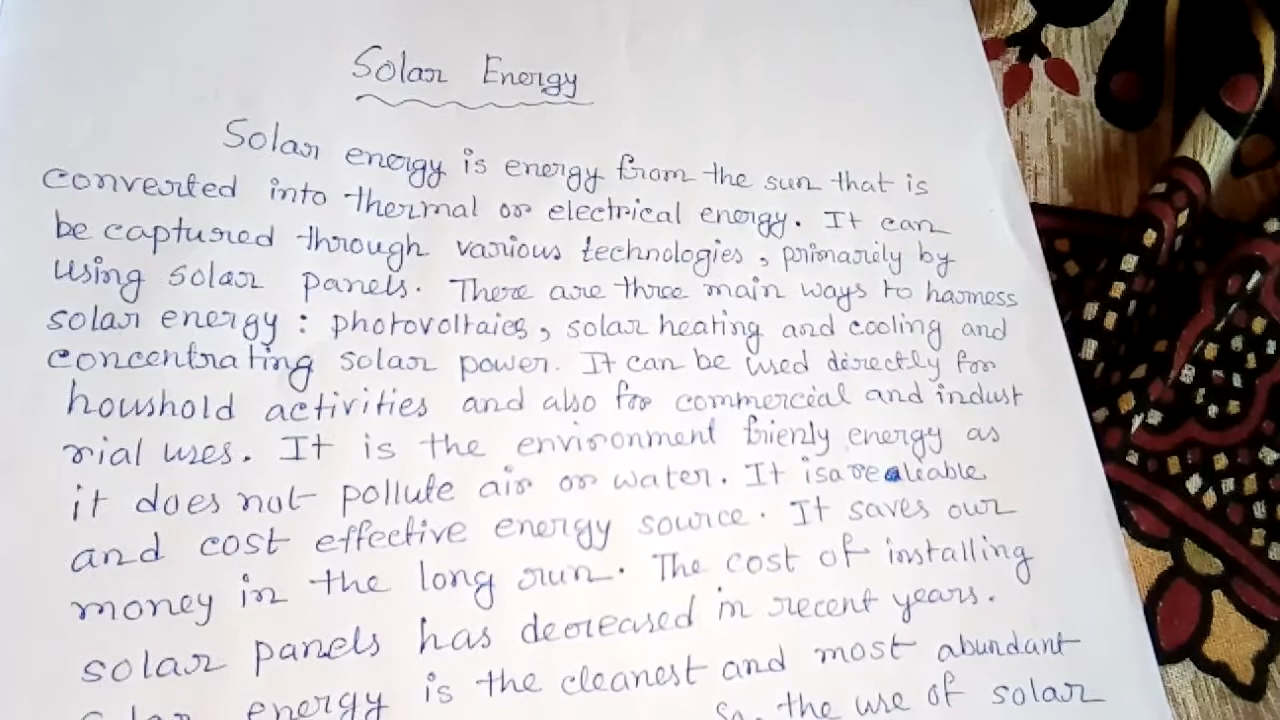 Solar Energy
Solar energy is energy from the sun that is
converted into thermal or electrical energy. It can
be captured through various technologies, primarily by
using solar panels. There are three main ways to harness
solar energy: photovoltaics, solar heating and cooling and
concentrating solar power. It can be used directly for
houshold activities and also for commercial and indust
rial uses. It is the environment frienly energy as
it does not pollute air or water. It is a realeable
and cost effective energy source. It saves our
money in the long run. The cost of installing
solar panels has decreased in recent years.
Solar energy is the cleanest and most abundant
So, the use of solar